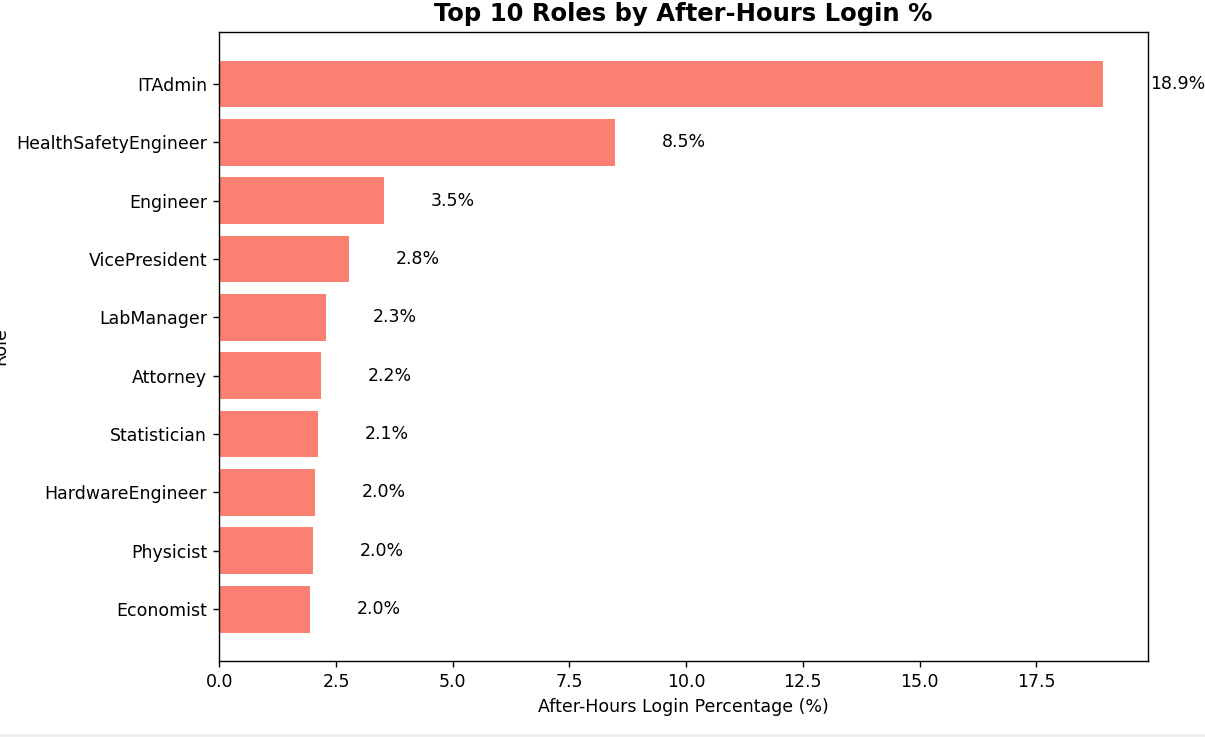 Top 10 Roles by After-Hours Login %
ITAdmin 18.9%
HealthSafetyEngineer 8.5%
Engineer 3.5%
VicePresident 2.8%
LabManager 2.3%
Attorney 2.2%
Statistician 2.1%
HardwareEngineer 2.0%
Physicist 2.0%
Economist 2.0%
Role
0.0 2.5 5.0 7.5 10.0 12.5 15.0 17.5
After-Hours Login Percentage (%)